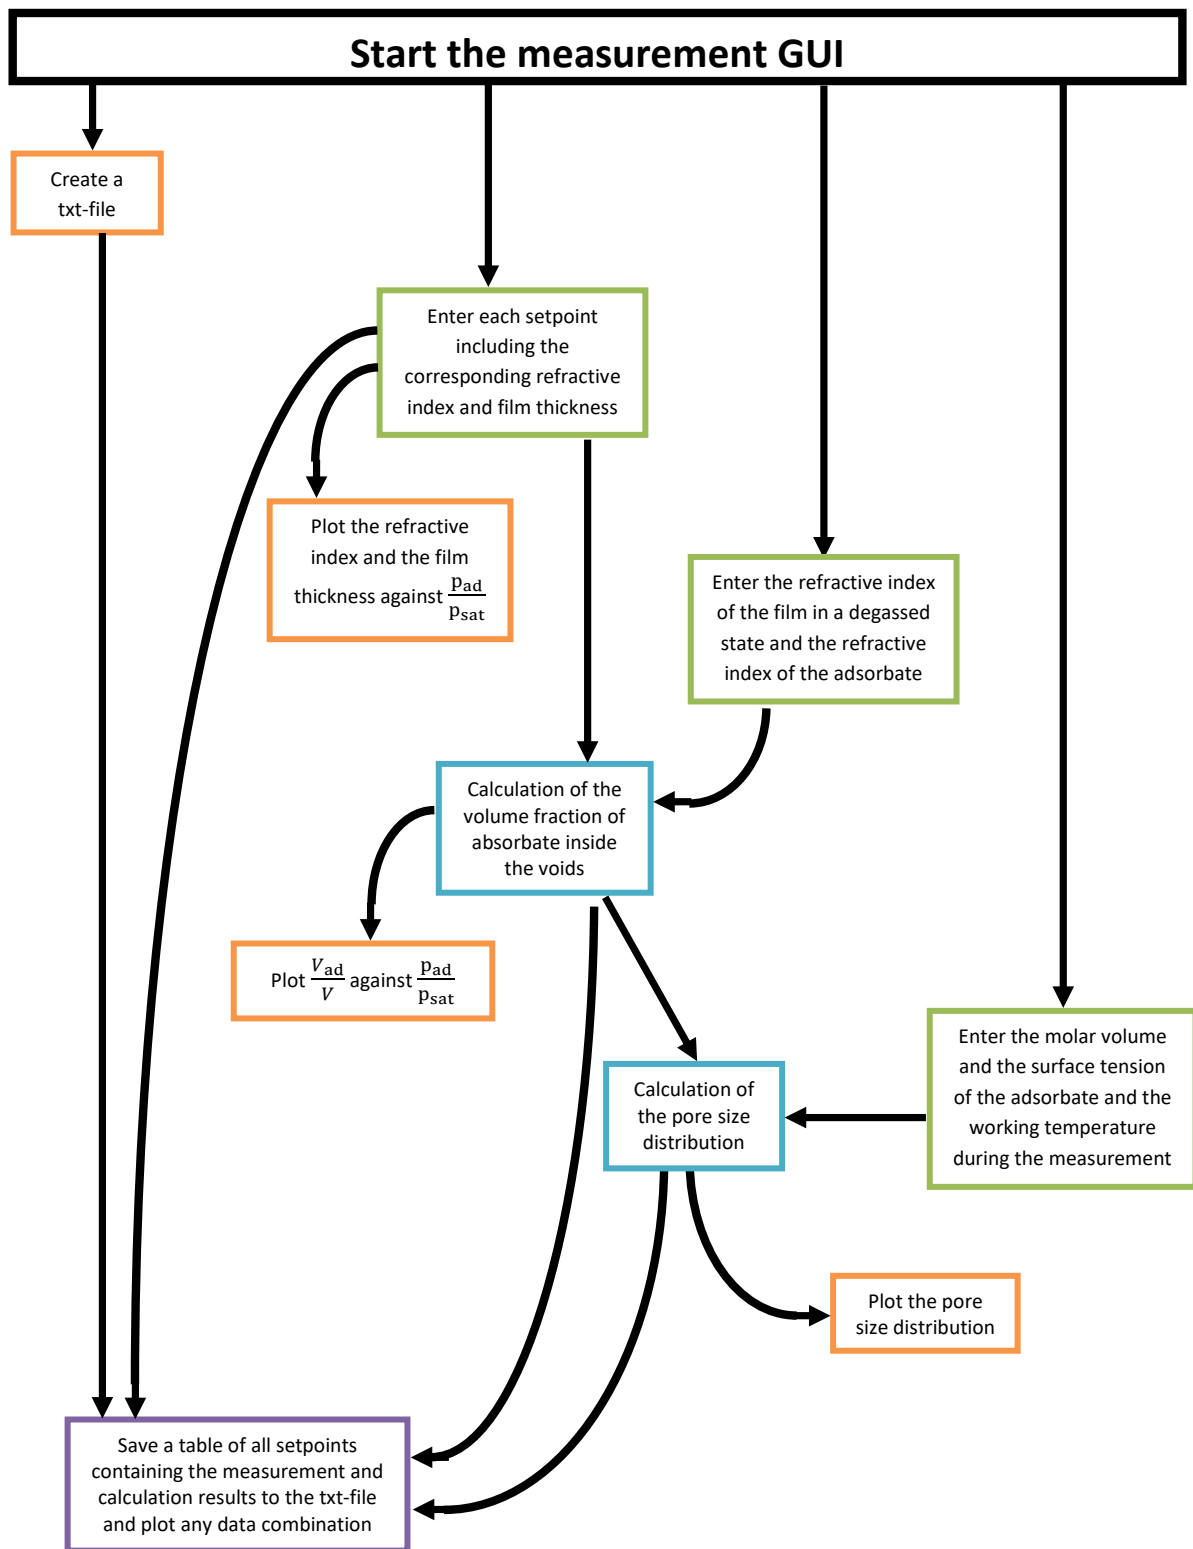 Start the measurement GUI
Create a
txt-file
Enter each setpoint
including the
corresponding refractive
index and film thickness
Plot the refractive
index and the film
thickness against p_ad/p_sat
Enter the refractive index
of the film in a degassed
state and the refractive
index of the adsorbate
Calculation of the
volume fraction of
absorbate inside
the voids
Plot V_ad/V against p_ad/p_sat
Enter the molar volume
and the surface tension
of the adsorbate and the
working temperature
during the measurement
Calculation of
the pore size
distribution
Plot the pore
size distribution
Save a table of all setpoints
containing the measurement and
calculation results to the txt-file
and plot any data combination